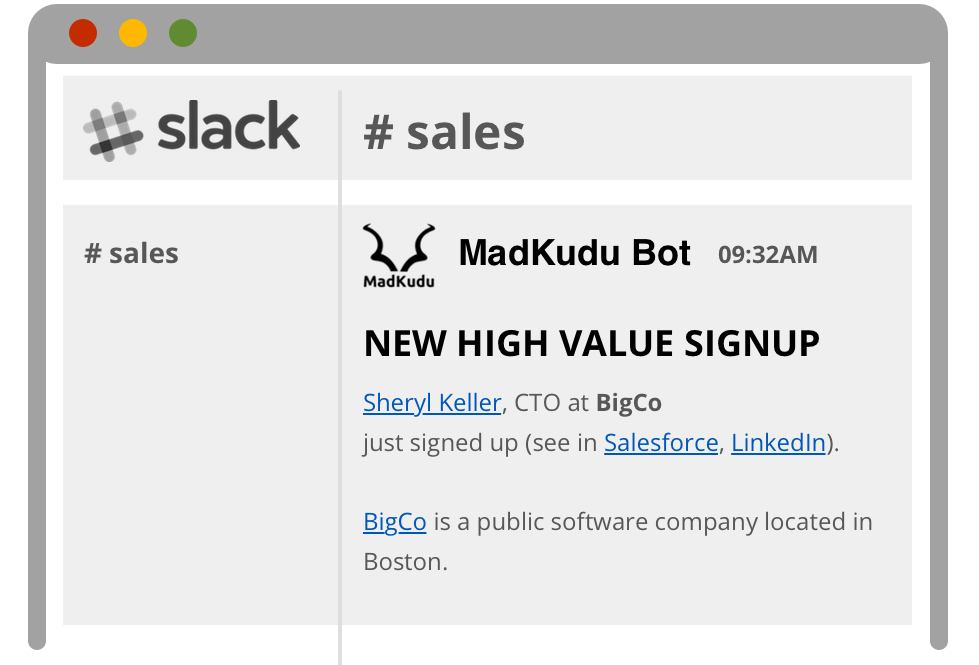 slack
# sales
# sales
MadKudu
MadKudu Bot 09:32AM
NEW HIGH VALUE SIGNUP
Sheryl Keller, CTO at BigCo
just signed up (see in Salesforce, LinkedIn).
BigCo is a public software company located in
Boston.